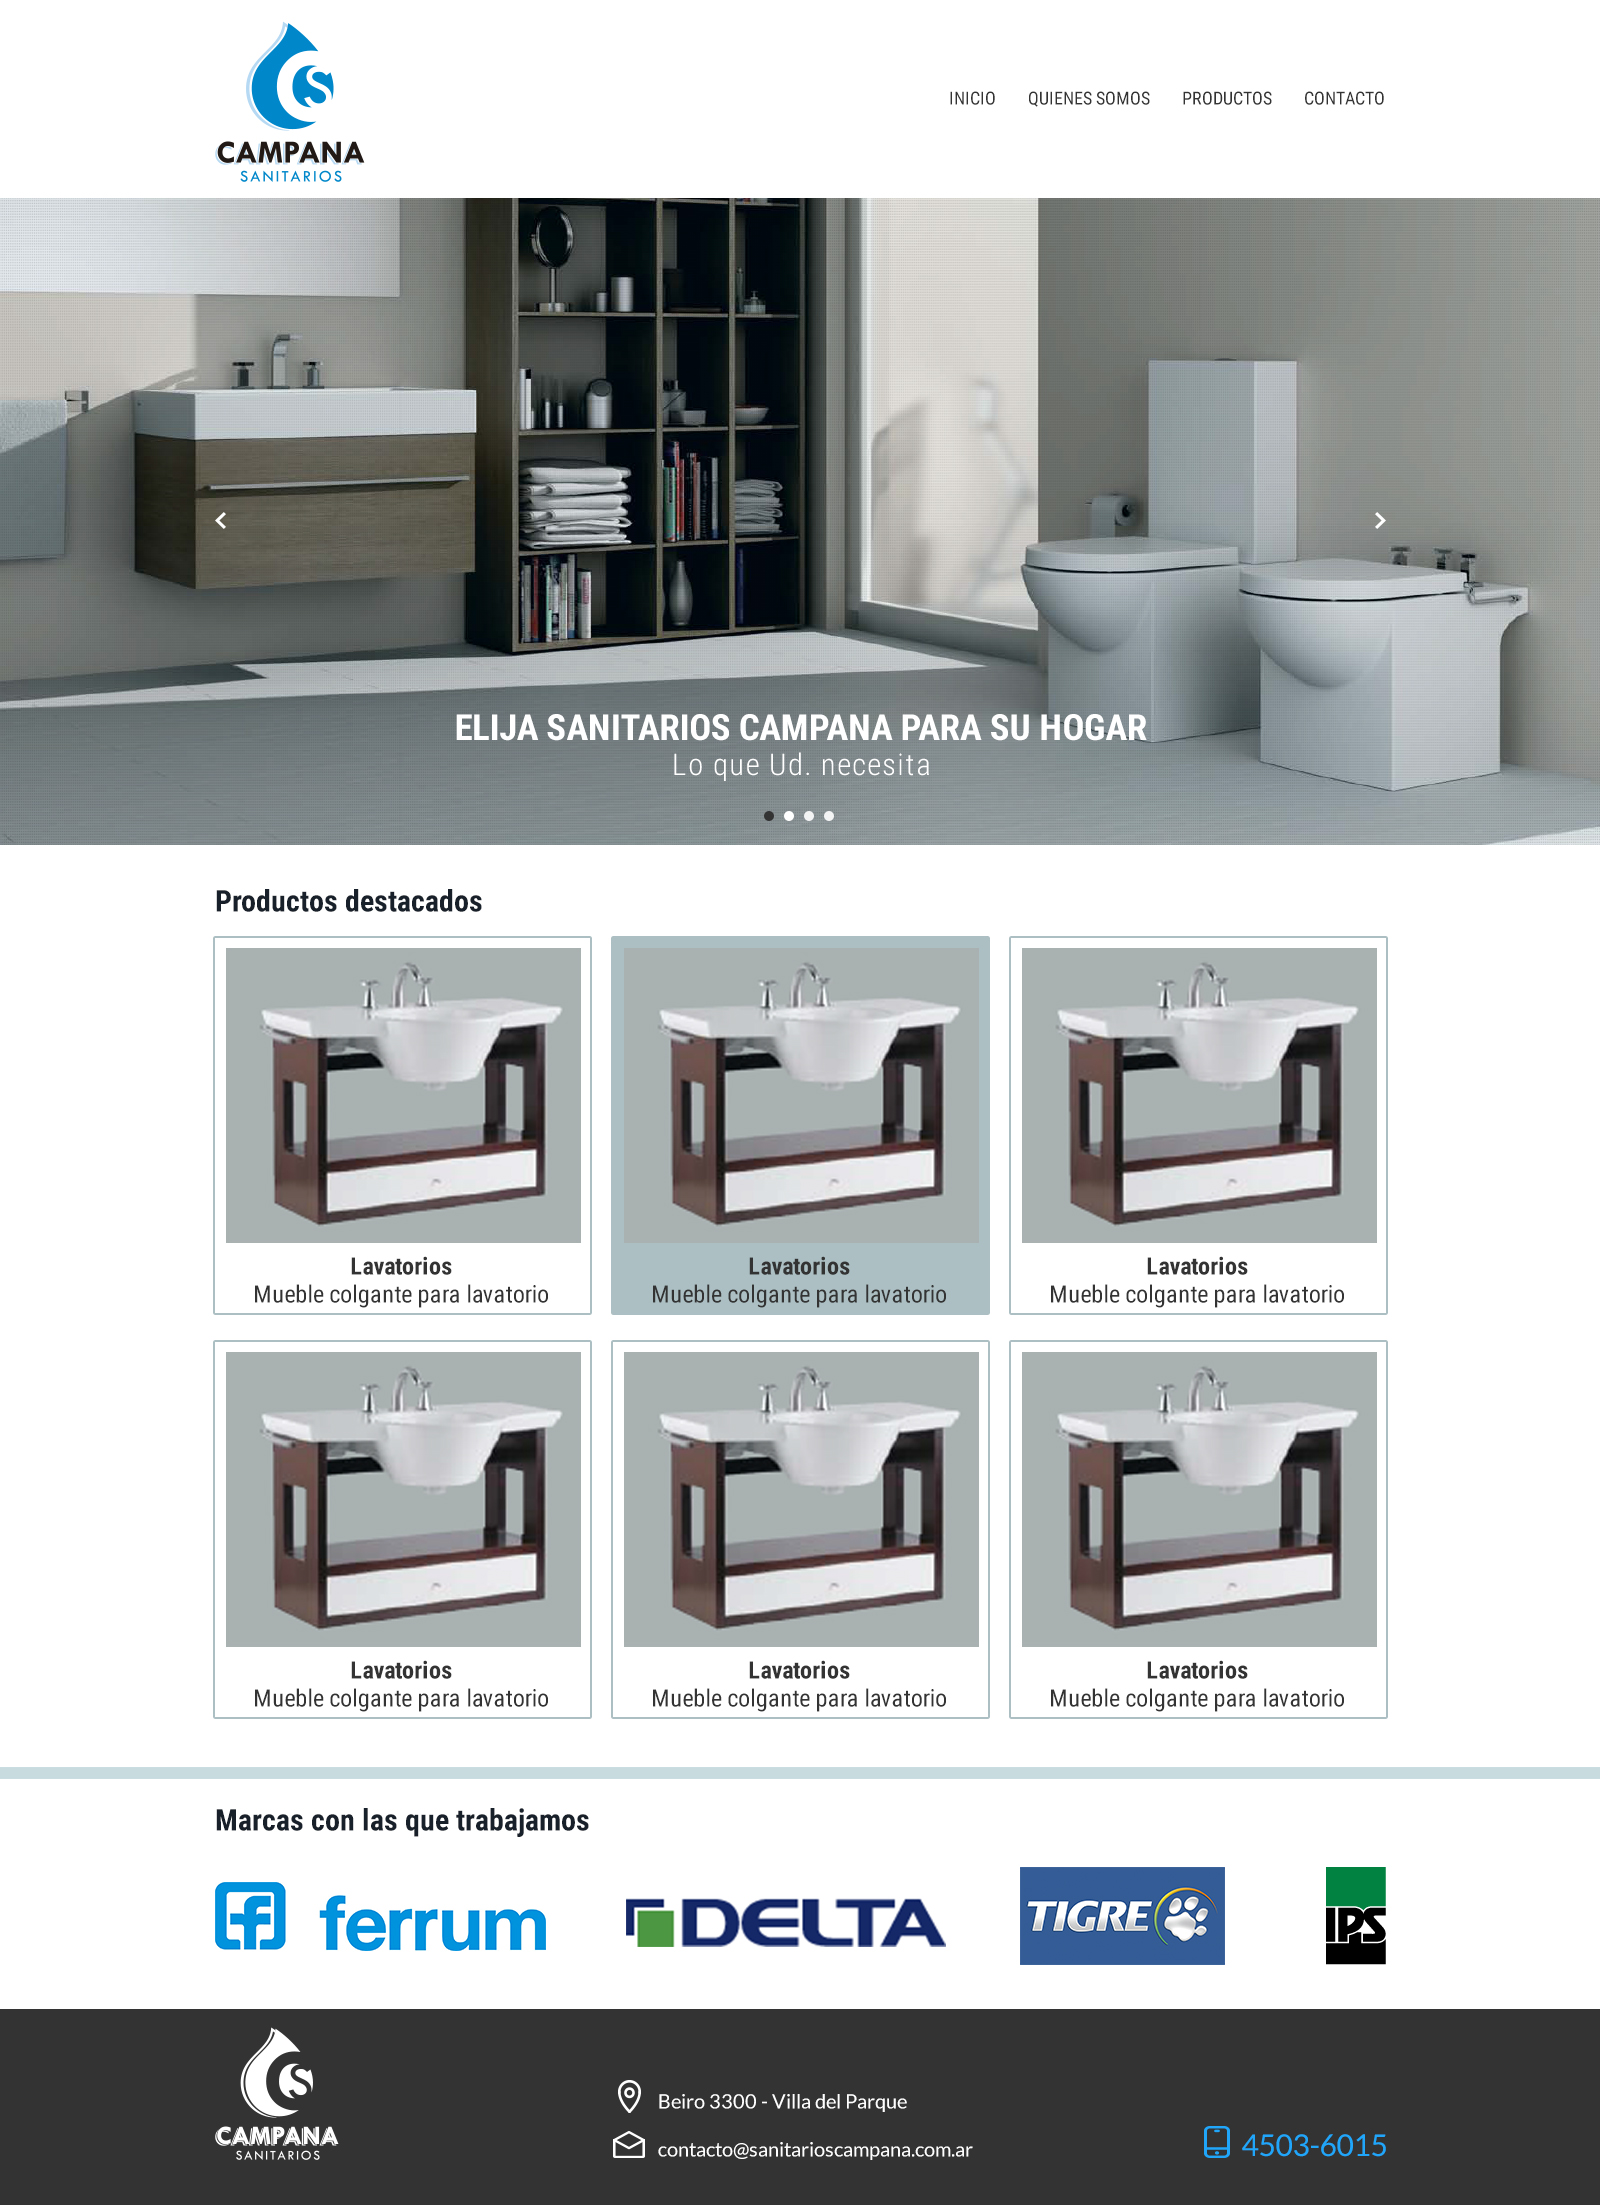 CS
CAMPANA
SANITARIOS
INICIO QUIENES SOMOS PRODUCTOS CONTACTO
ELIJA SANITARIOS CAMPANA PARA SU HOGAR
Lo que Ud. necesita
Productos destacados
Lavatorios
Mueble colgante para lavatorio
Lavatorios
Mueble colgante para lavatorio
Lavatorios
Mueble colgante para lavatorio
Lavatorios
Mueble colgante para lavatorio
Lavatorios
Mueble colgante para lavatorio
Lavatorios
Mueble colgante para lavatorio
Marcas con las que trabajamos
f ferrum
DELTA
TIGRE
IPS
CS
CAMPANA
SANITARIOS
Beiro 3300 - Villa del Parque
contacto@sanitarioscampana.com.ar
4503-6015